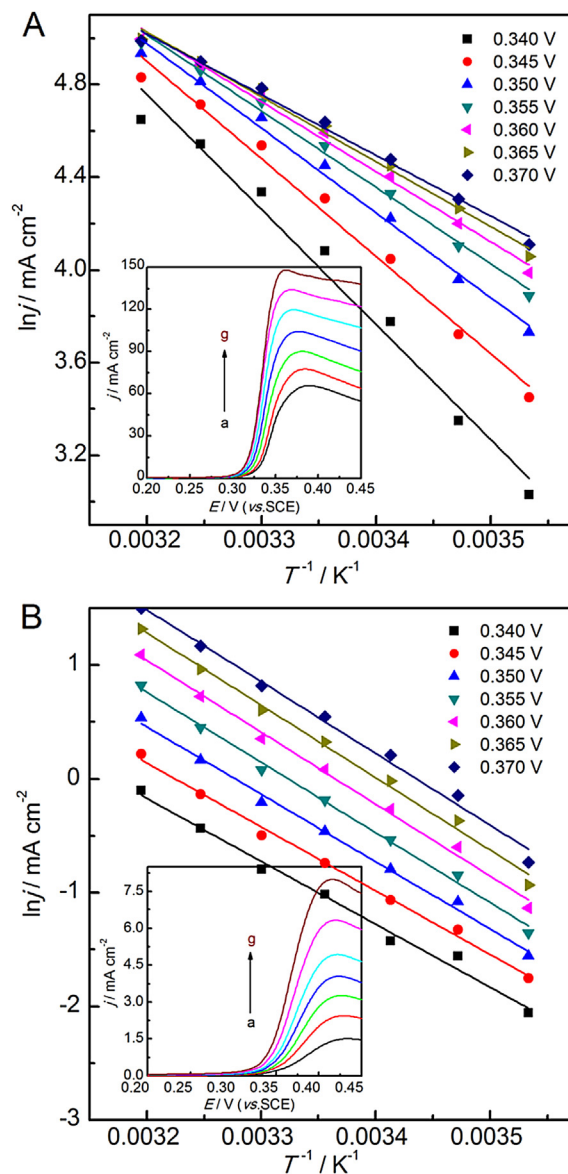 A
0.340 V
0.345 V
0.350 V
0.355 V
0.360 V
0.365 V
0.370 V
4.8
4.4
4.0
3.6
3.2
lnj / mA cm-2
150
120
90
60
30
0
j / mA cm-2
g
a
0.20 0.25 0.30 0.35 0.40 0.45
E / V (vs.SCE)
0.0032 0.0033 0.0034 0.0035
T-1 / K-1
B
0.340 V
0.345 V
0.350 V
0.355 V
0.360 V
0.365 V
0.370 V
1
0
-1
-2
-3
lnj / mA cm-2
7.5
6.0
4.5
3.0
1.5
0.0
j / mA cm-2
g
a
0.20 0.25 0.30 0.35 0.40 0.45
E / V (vs.SCE)
0.0032 0.0033 0.0034 0.0035
T-1 / K-1